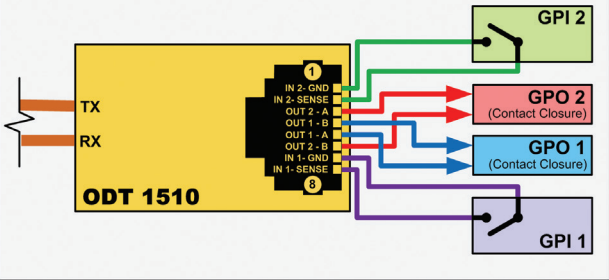 GPI 2
1
IN 2- GND
IN 2- SENSE
OUT 2 - A
OUT 1 - B
OUT 1 - A
OUT 2 - B
IN 1- GND
IN 1- SENSE
8
TX
RX
ODT 1510
GPO 2
(Contact Closure)
GPO 1
(Contact Closure)
GPI 1